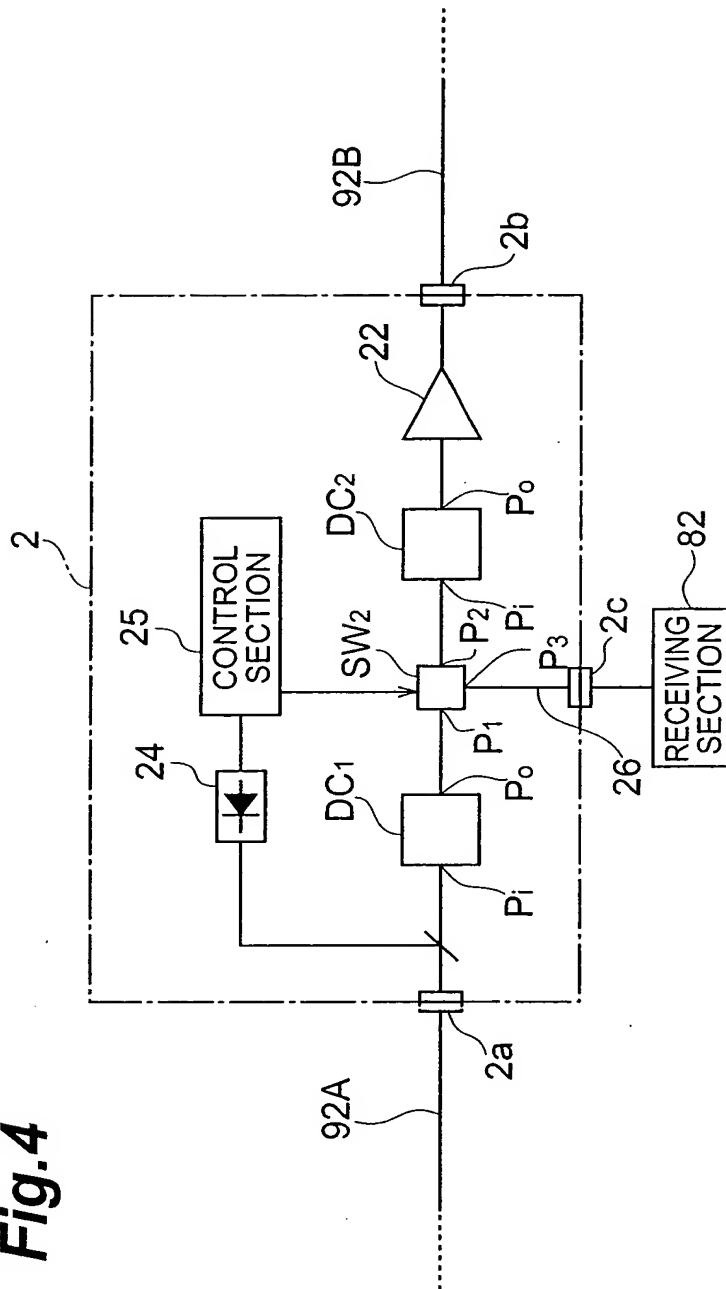 Fig.4
2
25
CONTROL
SECTION
24
SW2
DC1
DC2
22
92B
2b
92A
2a
Pi
Po
P1
P2
P3
Pi
Po
26
2c
82
RECEIVING
SECTION